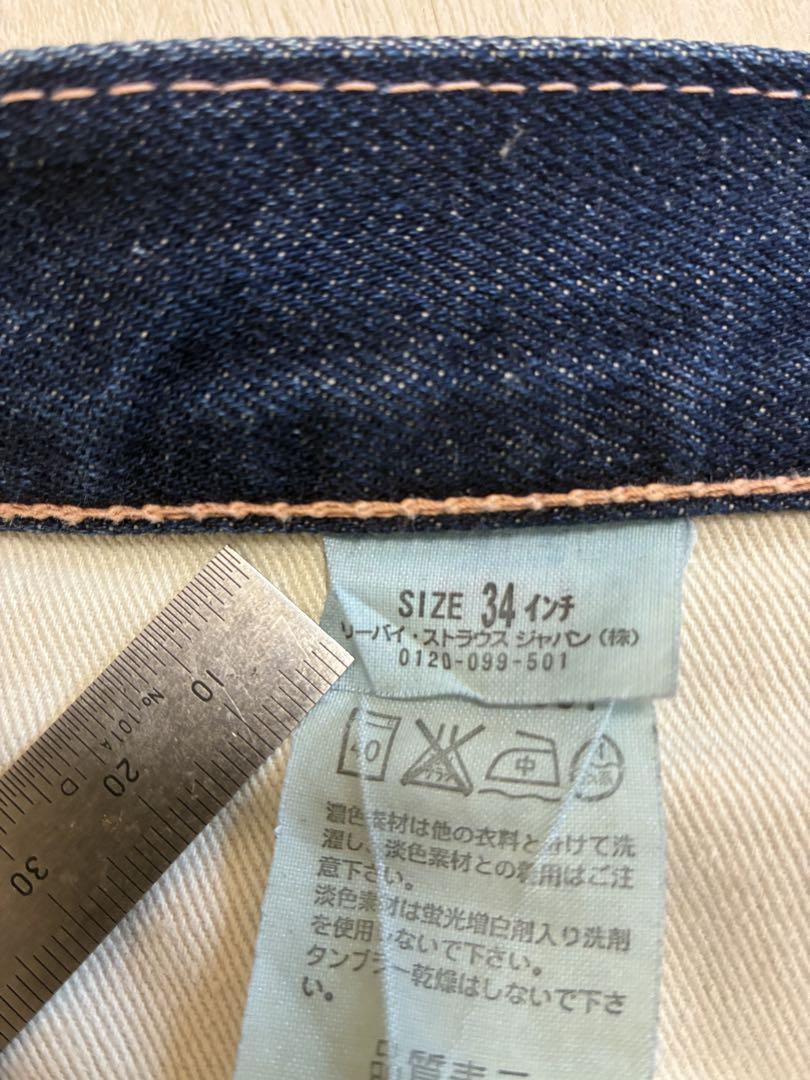 SIZE 34 インチ
リーバイ・ストラウス ジャパン (株)
0120-099-501
40
中
濃色素材は他の衣料と分けて洗
濯し、淡色素材との着用はご注
意下さい。
淡色素材は蛍光増白剤入り洗剤
を使用しないで下さい。
タンブラー乾燥はしないで下さ
い。
10
No 101A
D
20
30